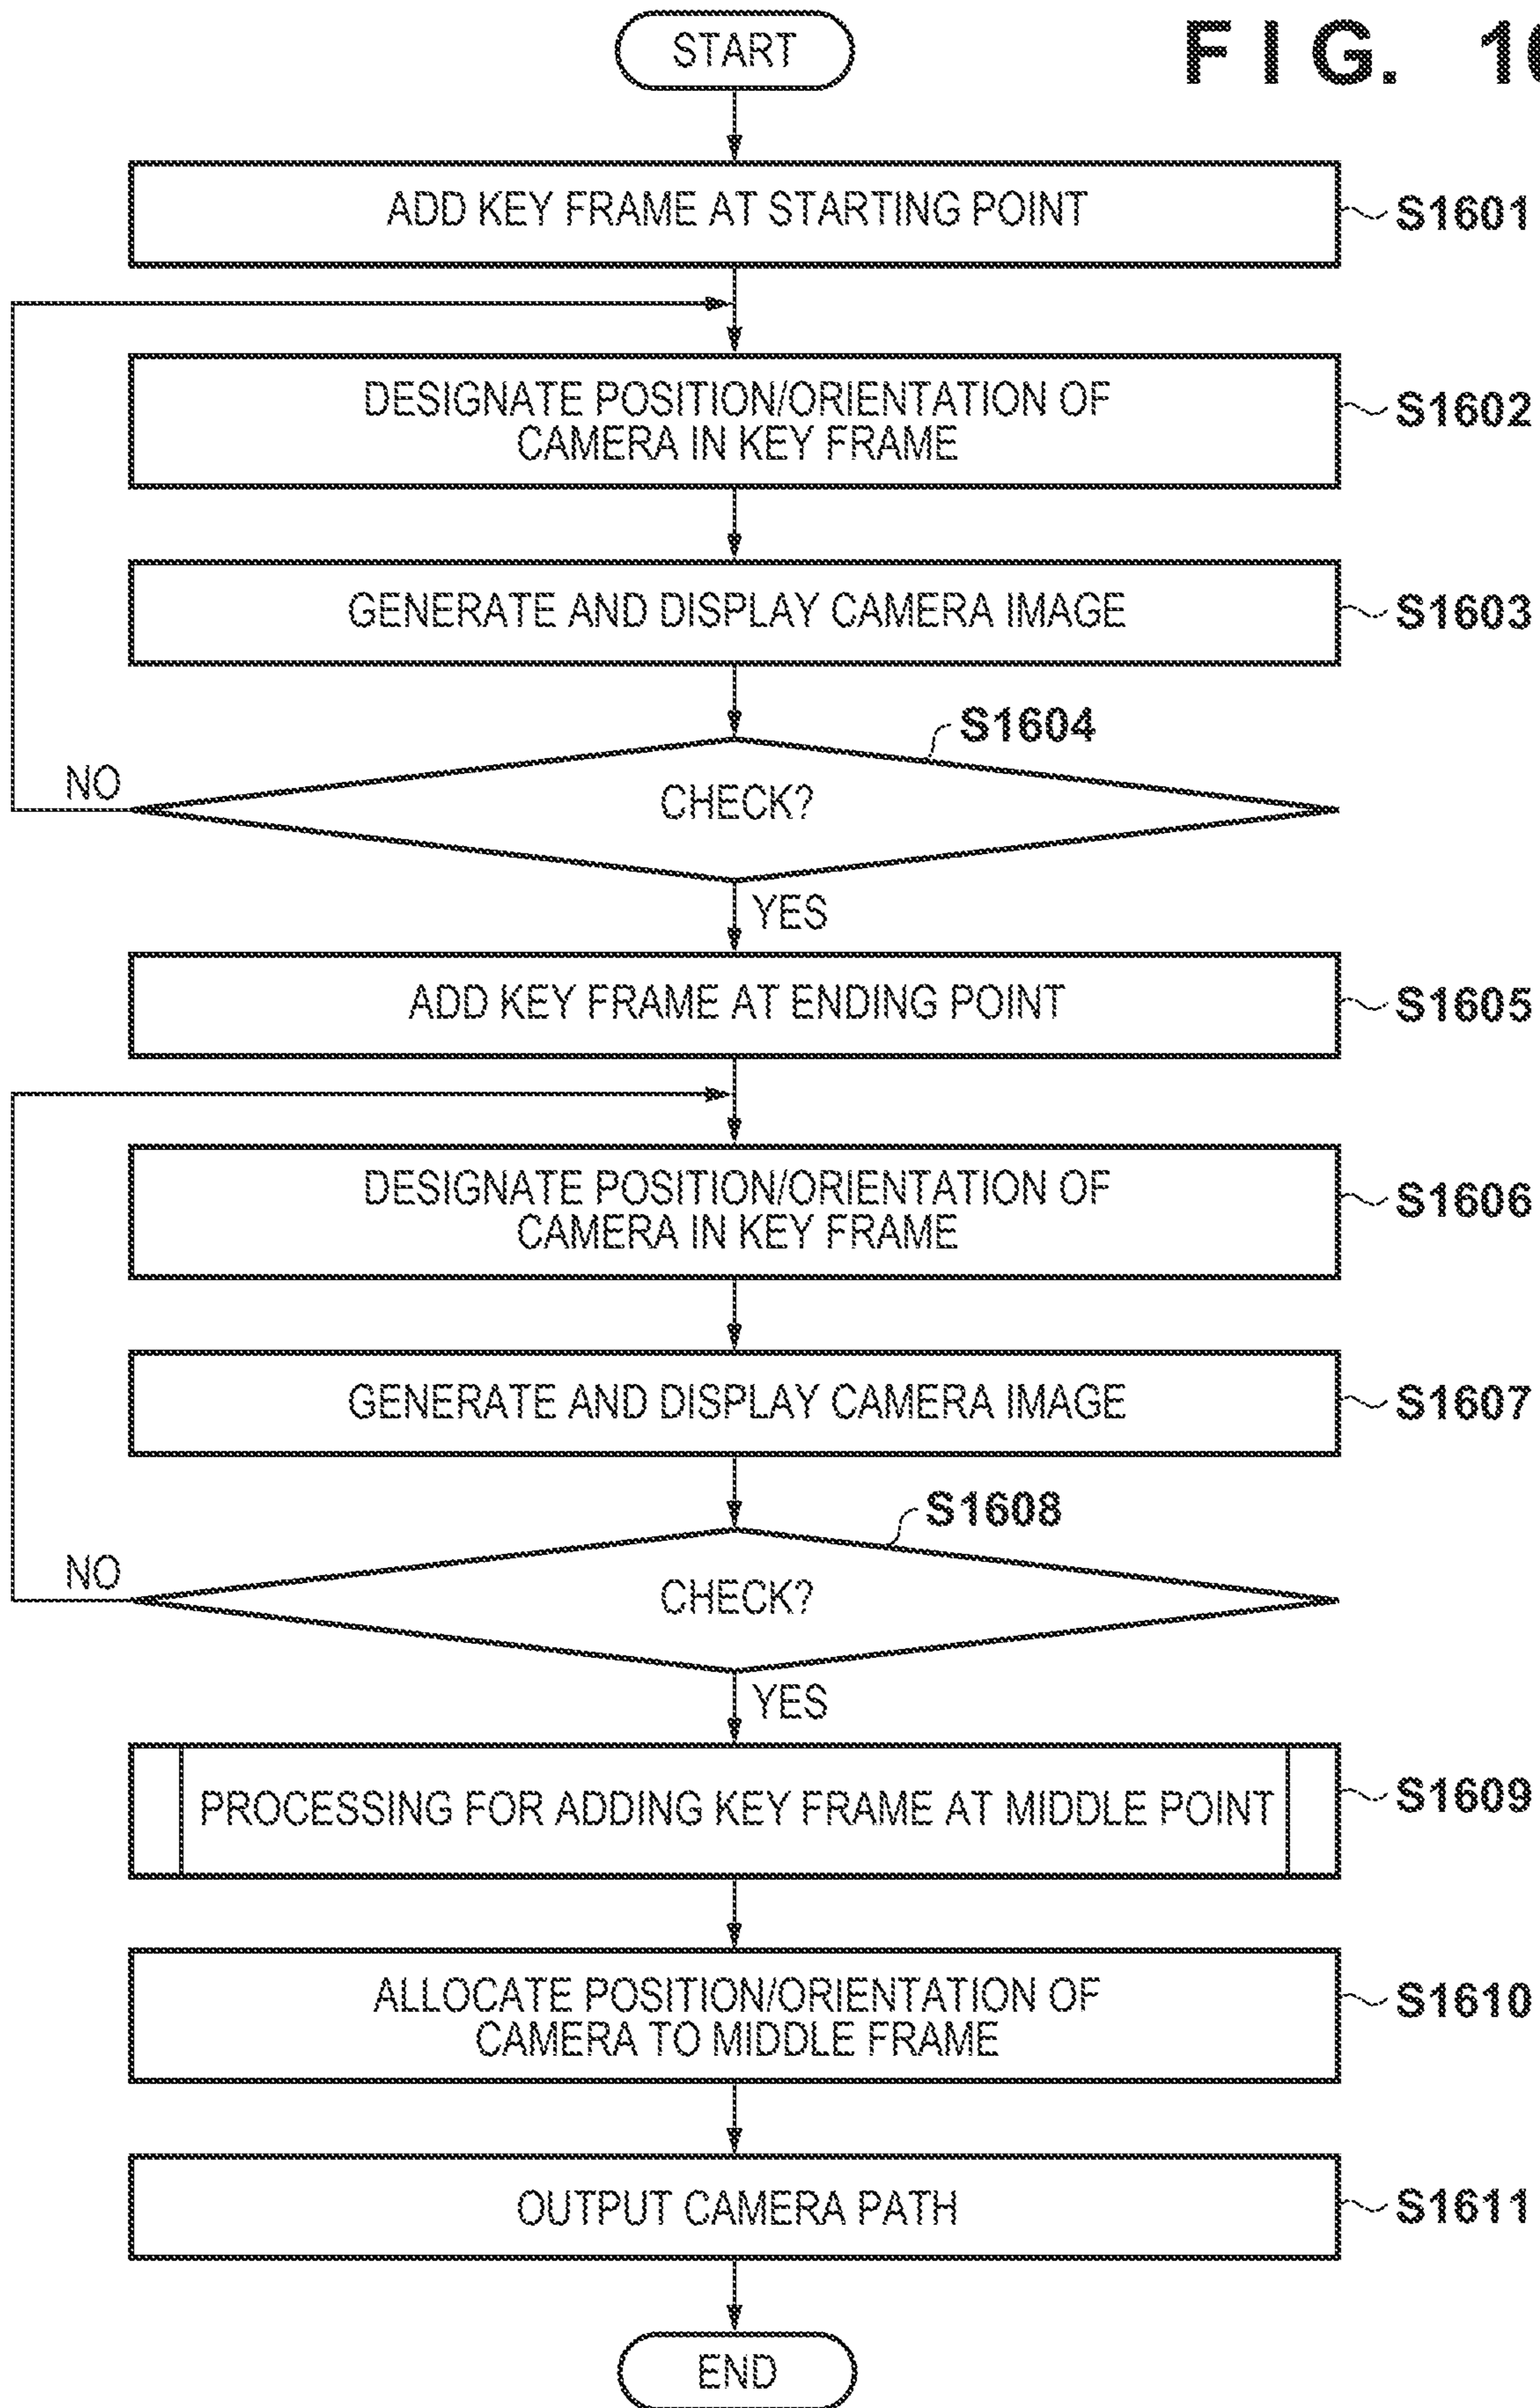 START
FIG. 16
ADD KEY FRAME AT STARTING POINT
S1601
DESIGNATE POSITION/ORIENTATION OF
CAMERA IN KEY FRAME
S1602
GENERATE AND DISPLAY CAMERA IMAGE
S1603
S1604
NO
CHECK?
YES
ADD KEY FRAME AT ENDING POINT
S1605
DESIGNATE POSITION/ORIENTATION OF
CAMERA IN KEY FRAME
S1606
GENERATE AND DISPLAY CAMERA IMAGE
S1607
S1608
NO
CHECK?
YES
PROCESSING FOR ADDING KEY FRAME AT MIDDLE POINT
S1609
ALLOCATE POSITION/ORIENTATION OF
CAMERA TO MIDDLE FRAME
S1610
OUTPUT CAMERA PATH
S1611
END